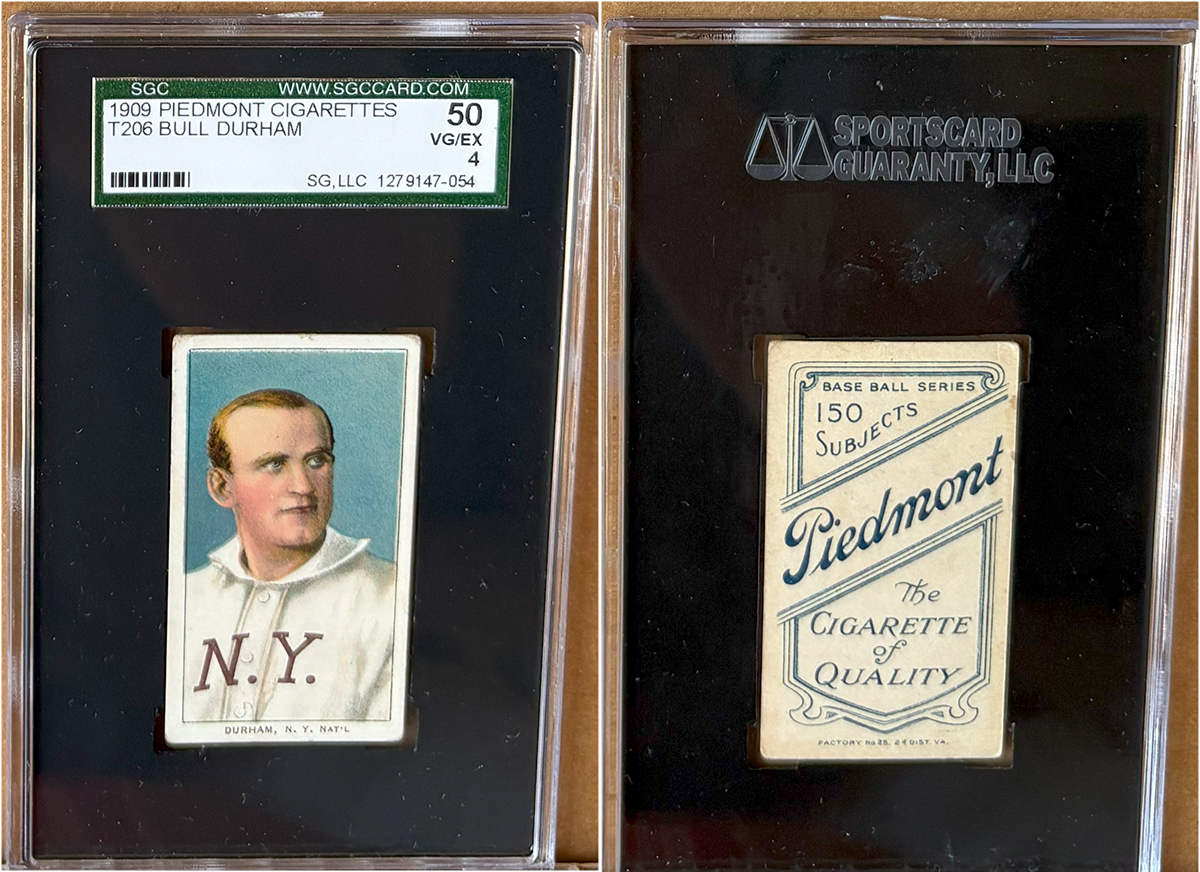 SGC WWW.SGCCARD.COM
1909 PIEDMONT CIGARETTES 50
T206 BULL DURHAM VG/EX
4
SG, LLC 1279147-054
N.Y.
DURHAM, N. Y. NAT'L
SPORTSCARD
GUARANTY, LLC
BASE BALL SERIES
150
SUBJECTS
Piedmont
The
CIGARETTE
of
QUALITY
FACTORY No 25. 2d DIST. VA.